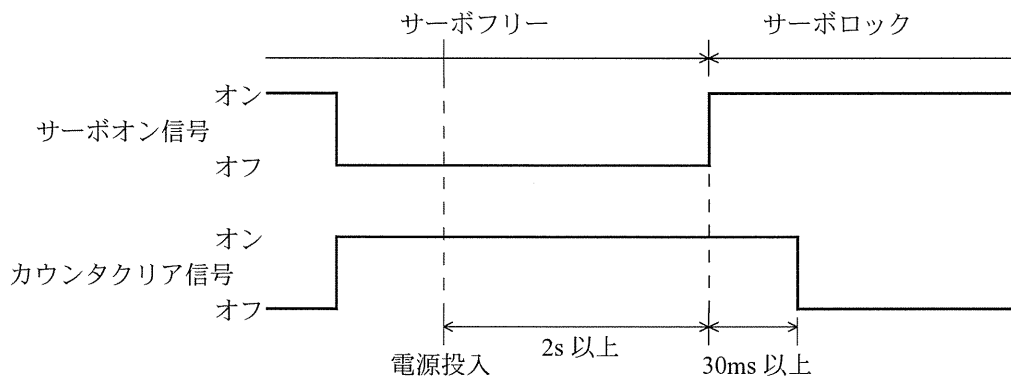 サーボフリー
サーボロック
オン
サーボオン信号
オフ
オン
カウンタクリア信号
オフ
2s 以上
電源投入
30ms 以上